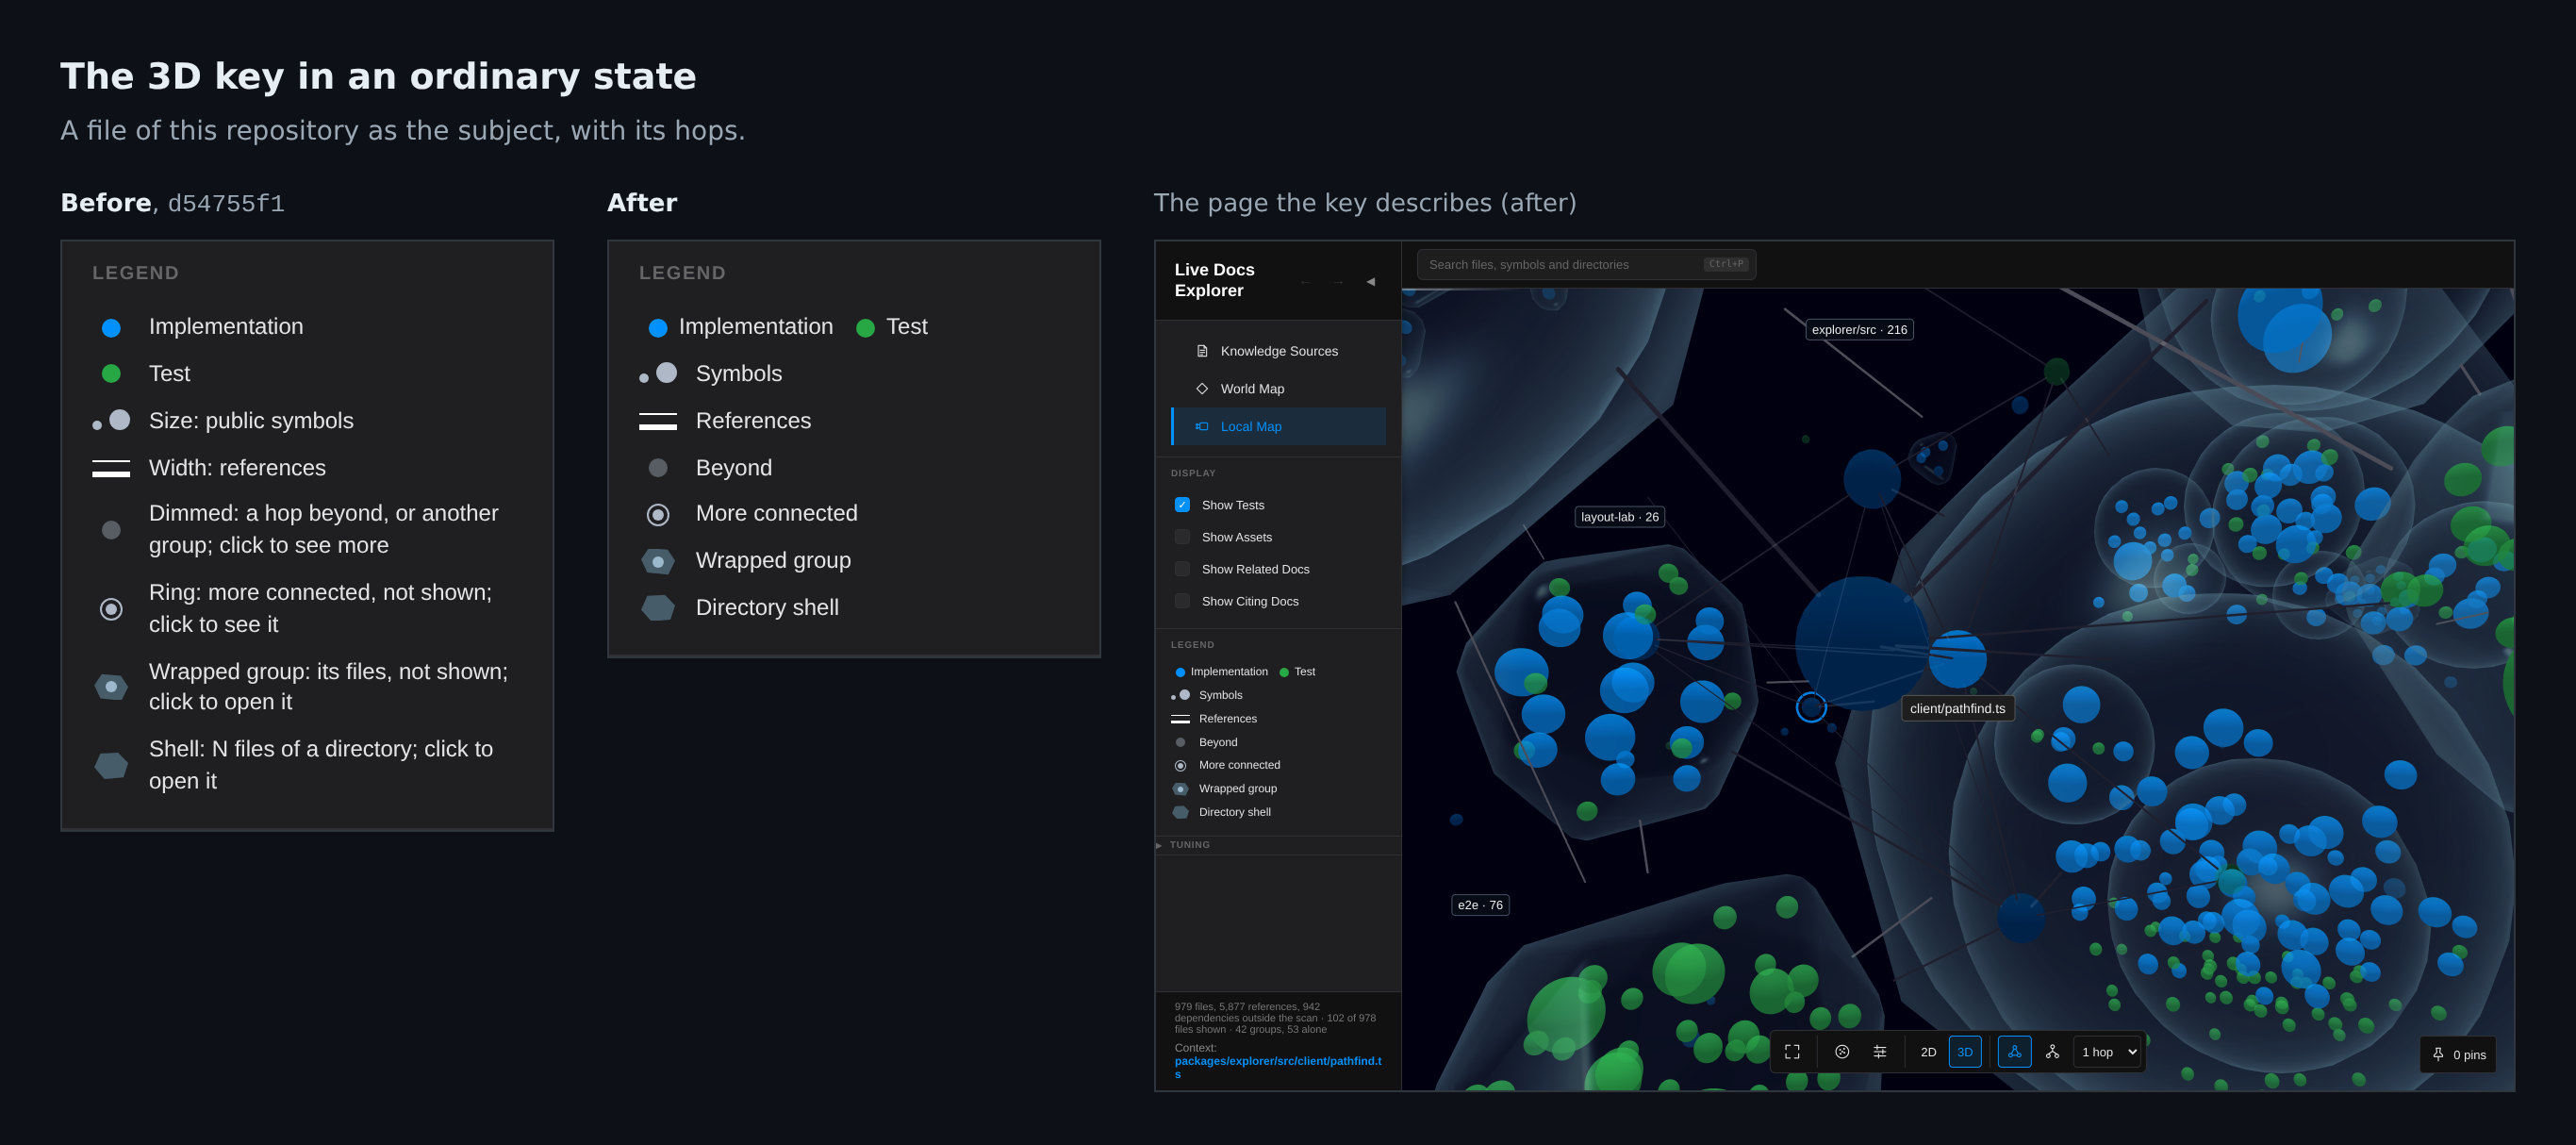 The 3D key in an ordinary state
A file of this repository as the subject, with its hops.
Before, d54755f1
LEGEND
Implementation
Test
Size: public symbols
Width: references
Dimmed: a hop beyond, or another
group; click to see more
Ring: more connected, not shown;
click to see it
Wrapped group: its files, not shown;
click to open it
Shell: N files of a directory; click to
open it
After
LEGEND
Implementation Test
Symbols
References
Beyond
More connected
Wrapped group
Directory shell
The page the key describes (after)
Live Docs
Explorer
Knowledge Sources
World Map
Local Map
DISPLAY
Show Tests
Show Assets
Show Related Docs
Show Citing Docs
LEGEND
Implementation Test
Symbols
References
Beyond
More connected
Wrapped group
Directory shell
TUNING
979 files, 5,877 references, 942
dependencies outside the scan · 102 of 978
files shown · 42 groups, 53 alone
Context:
packages/explorer/src/client/pathfind.t
s
Search files, symbols and directories Ctrl+P
explorer/src · 216
layout-lab · 26
client/pathfind.ts
e2e · 76
2D 3D 1 hop
0 pins